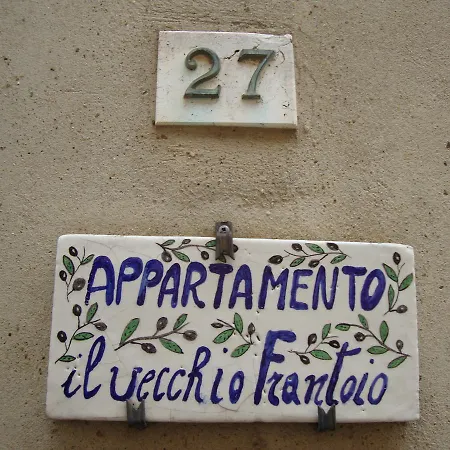 27
APPARTAMENTO
il vecchio Frantoio